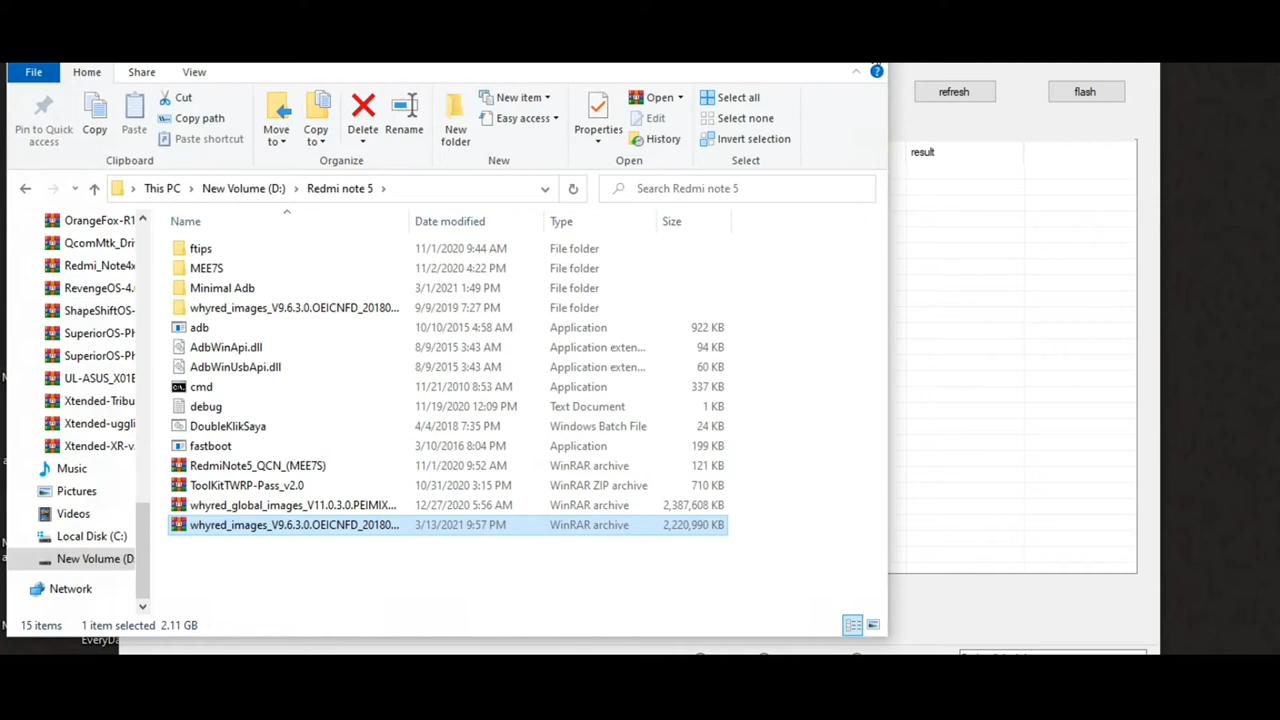 File Home Share View
refresh flash
Pin to Quick access
Copy
Paste
Cut
Copy path
Paste shortcut
Move to
Copy to
Delete
Rename
New folder
New item
Easy access
Properties
Open
Edit
History
Select all
Select none
Invert selection
Clipboard Organize New Open Select
result
This PC New Volume (D:) Redmi note 5
Search Redmi note 5
Name Date modified Type Size
OrangeFox-R1
QcomMtk_Dri
Redmi_Note4x
RevengeOS-4.
ShapeShiftOS-
SuperiorOS-Ph
SuperiorOS-Ph
UL-ASUS_X01B
Xtended-Tribu
Xtended-uggli
Xtended-XR-v.
Music
Pictures
Videos
Local Disk (C:)
New Volume (D:
Network
ftips 11/1/2020 9:44 AM File folder
MEE7S 11/2/2020 4:22 PM File folder
Minimal Adb 3/1/2021 1:49 PM File folder
whyred_images_V9.6.3.0.OEICNFD_20180... 9/9/2019 7:27 PM File folder
adb 10/10/2015 4:58 AM Application 922 KB
AdbWinApi.dll 8/9/2015 3:43 AM Application exten... 94 KB
AdbWinUsbApi.dll 8/9/2015 3:43 AM Application exten... 60 KB
cmd 11/21/2010 8:53 AM Application 337 KB
debug 11/19/2020 12:09 PM Text Document 1 KB
DoubleKlikSaya 4/4/2018 7:35 PM Windows Batch File 24 KB
fastboot 3/10/2016 8:04 PM Application 199 KB
RedmiNote5_QCN_(MEE7S) 11/1/2020 9:52 AM WinRAR archive 121 KB
ToolKitTWRP-Pass_v2.0 10/31/2020 3:15 PM WinRAR ZIP archive 710 KB
whyred_global_images_V11.0.3.0.PEIMIX... 12/27/2020 5:56 AM WinRAR archive 2,387,608 KB
whyred_images_V9.6.3.0.OEICNFD_20180... 3/13/2021 9:57 PM WinRAR archive 2,220,990 KB
15 items 1 item selected 2.11 GB
EveryDa